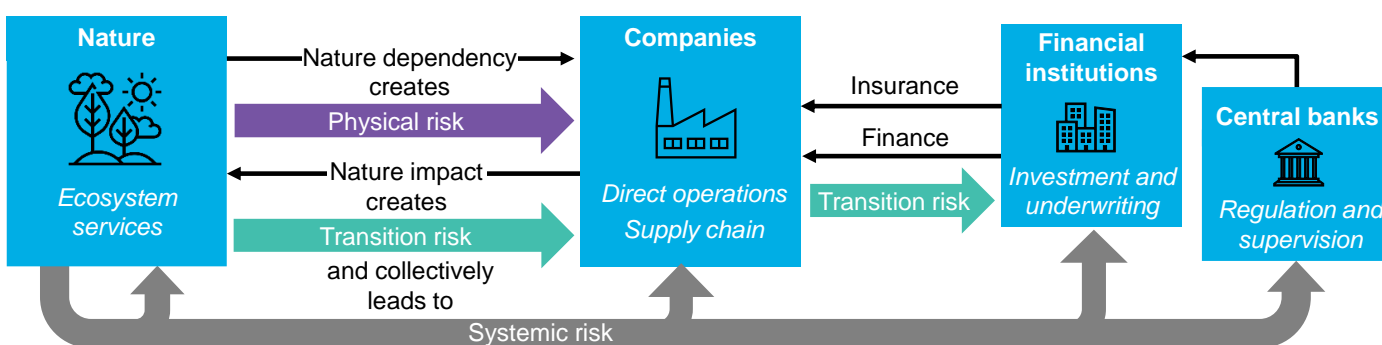 Nature
Ecosystem
services
Nature dependency
creates
Physical risk
Nature impact
creates
Transition risk
and collectively
leads to
Companies
Direct operations
Supply chain
Insurance
Finance
Transition risk
Financial
institutions
Investment and
underwriting
Central banks
Regulation and
supervision
Systemic risk